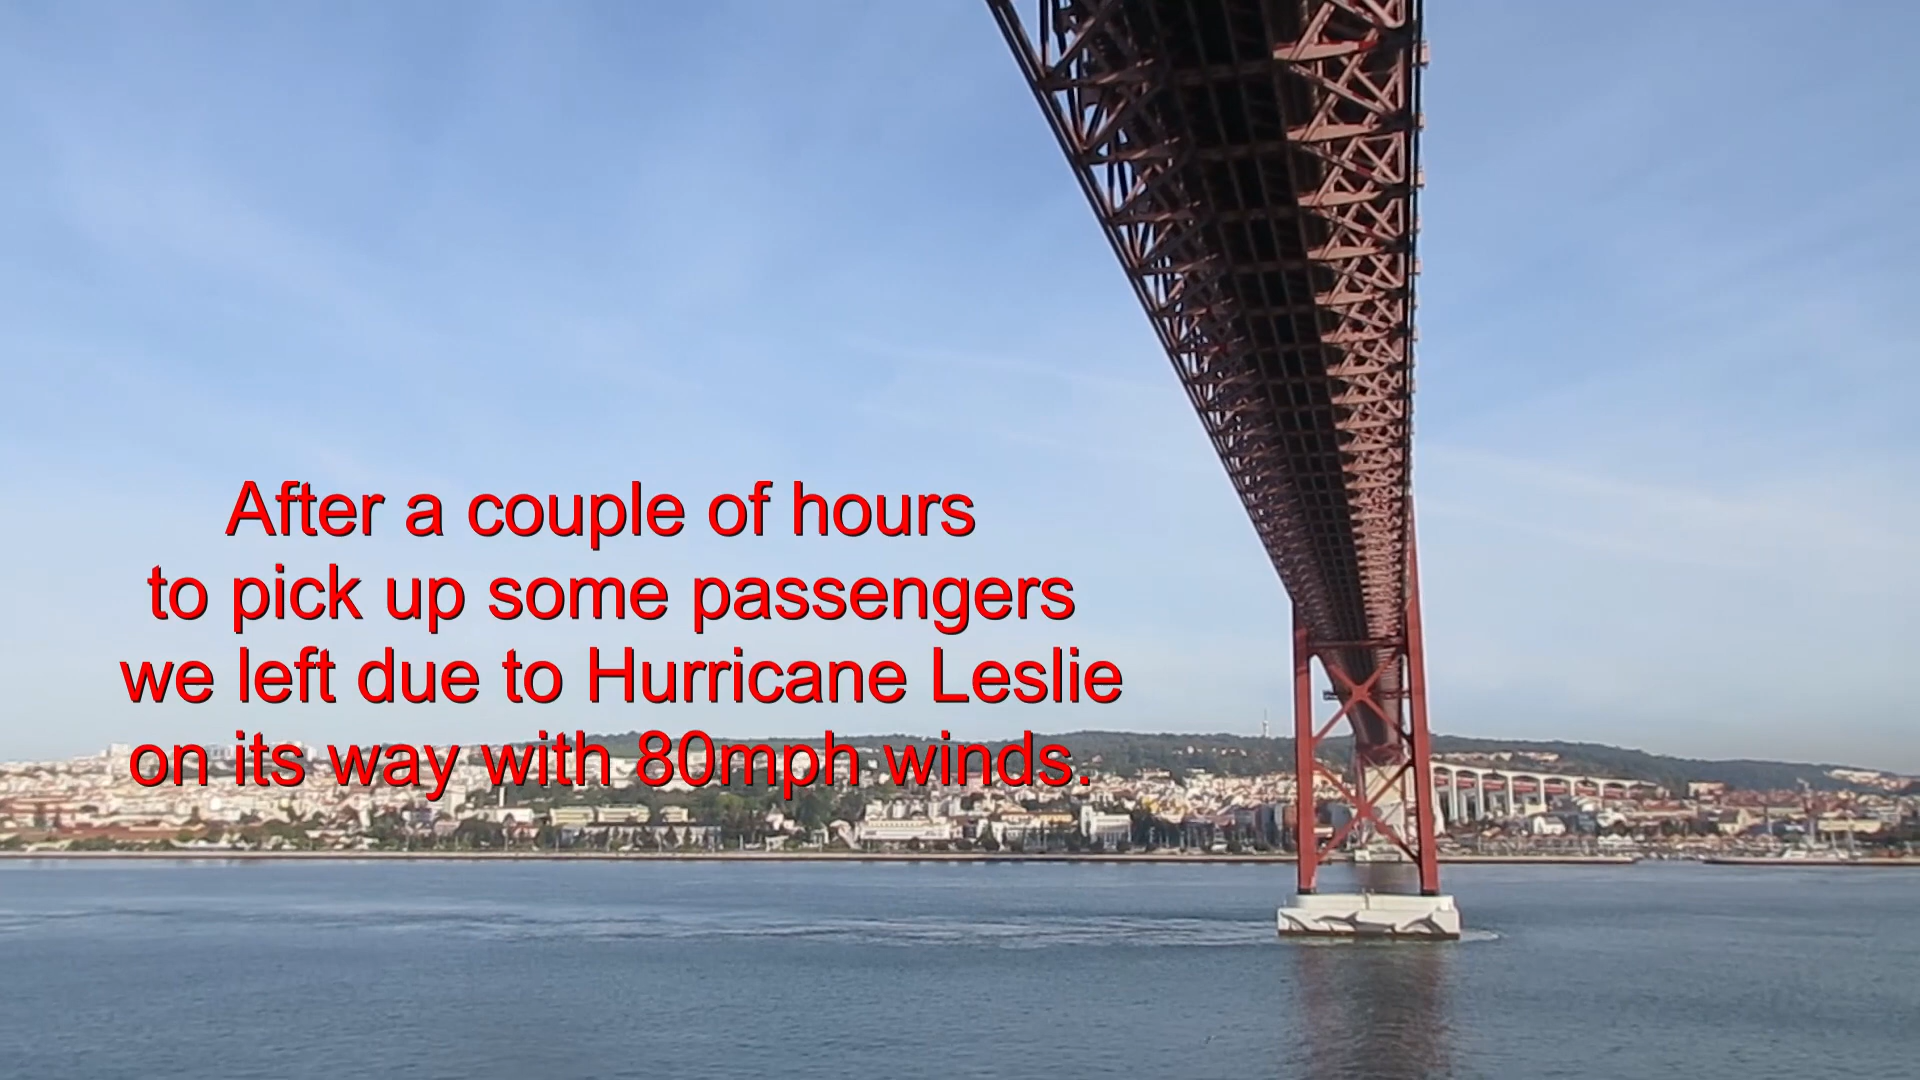 After a couple of hours
to pick up some passengers
we left due to Hurricane Leslie
on its way with 80mph winds.